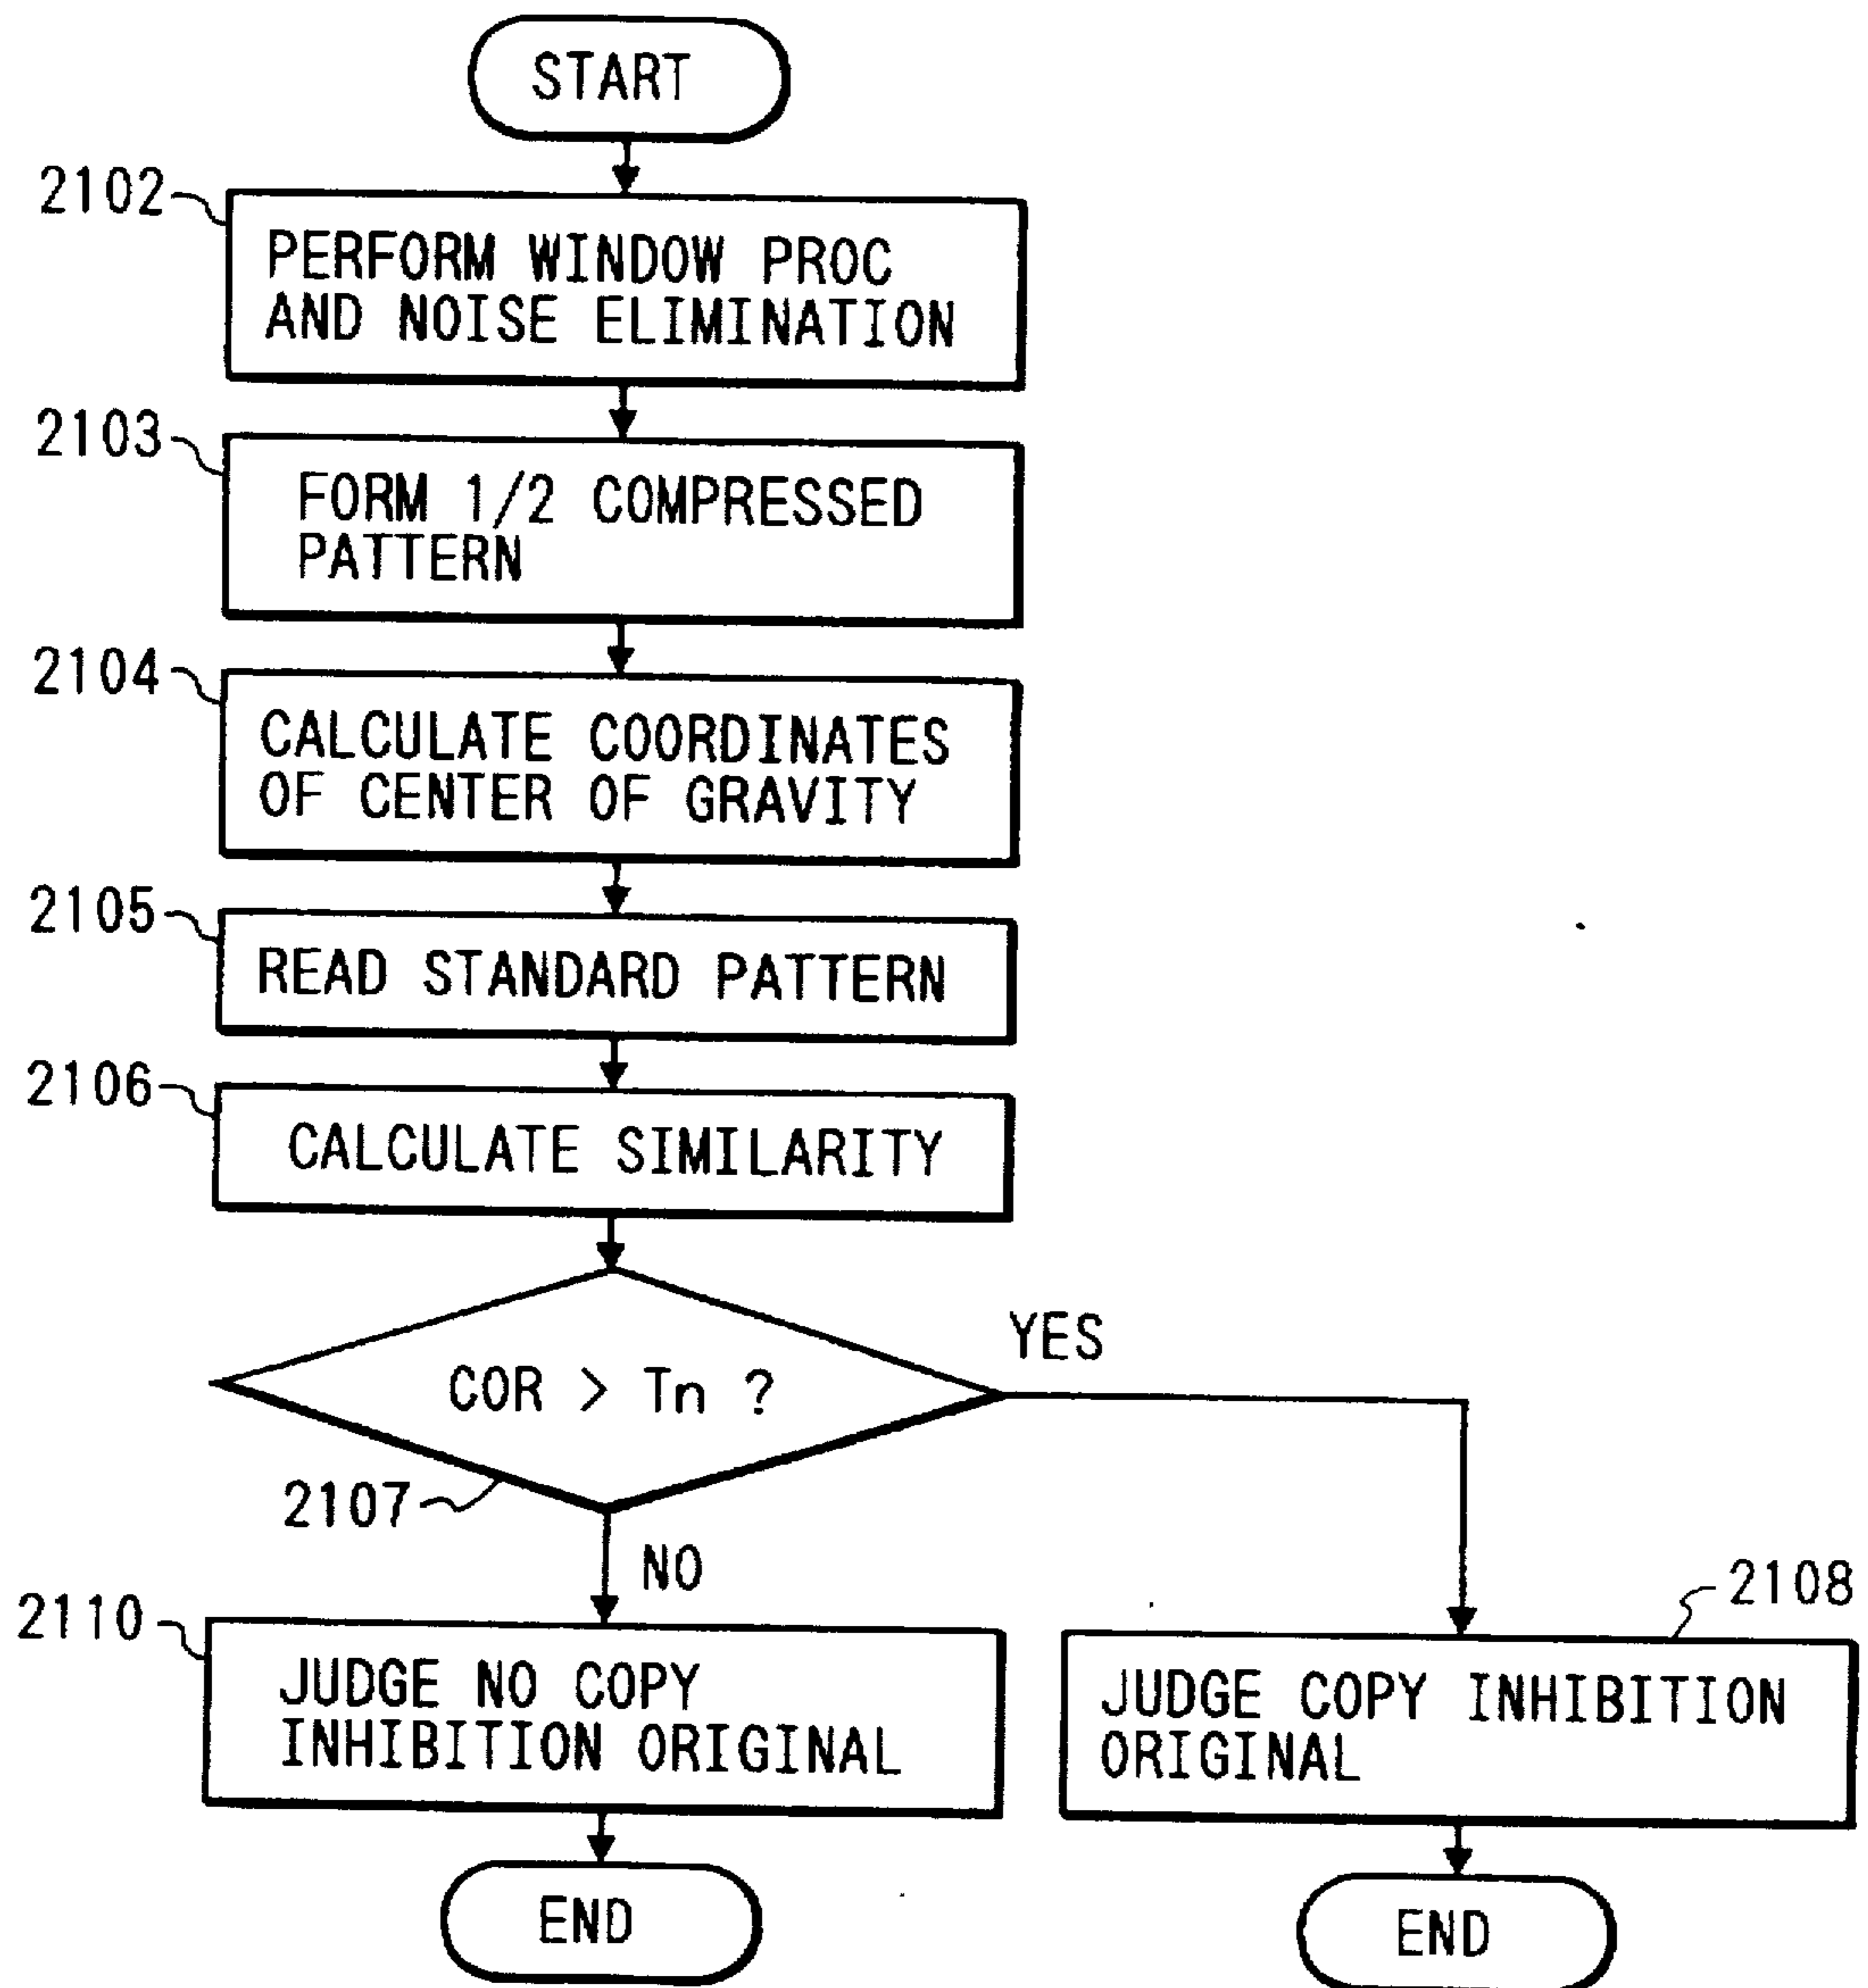 START
2102
PERFORM WINDOW PROC
AND NOISE ELIMINATION
2103
FORM 1/2 COMPRESSED
PATTERN
2104
CALCULATE COORDINATES
OF CENTER OF GRAVITY
2105
READ STANDARD PATTERN
2106
CALCULATE SIMILARITY
COR > Tn ?
YES
2107
NO
2110
JUDGE NO COPY
INHIBITION ORIGINAL
2108
JUDGE COPY INHIBITION
ORIGINAL
END
END